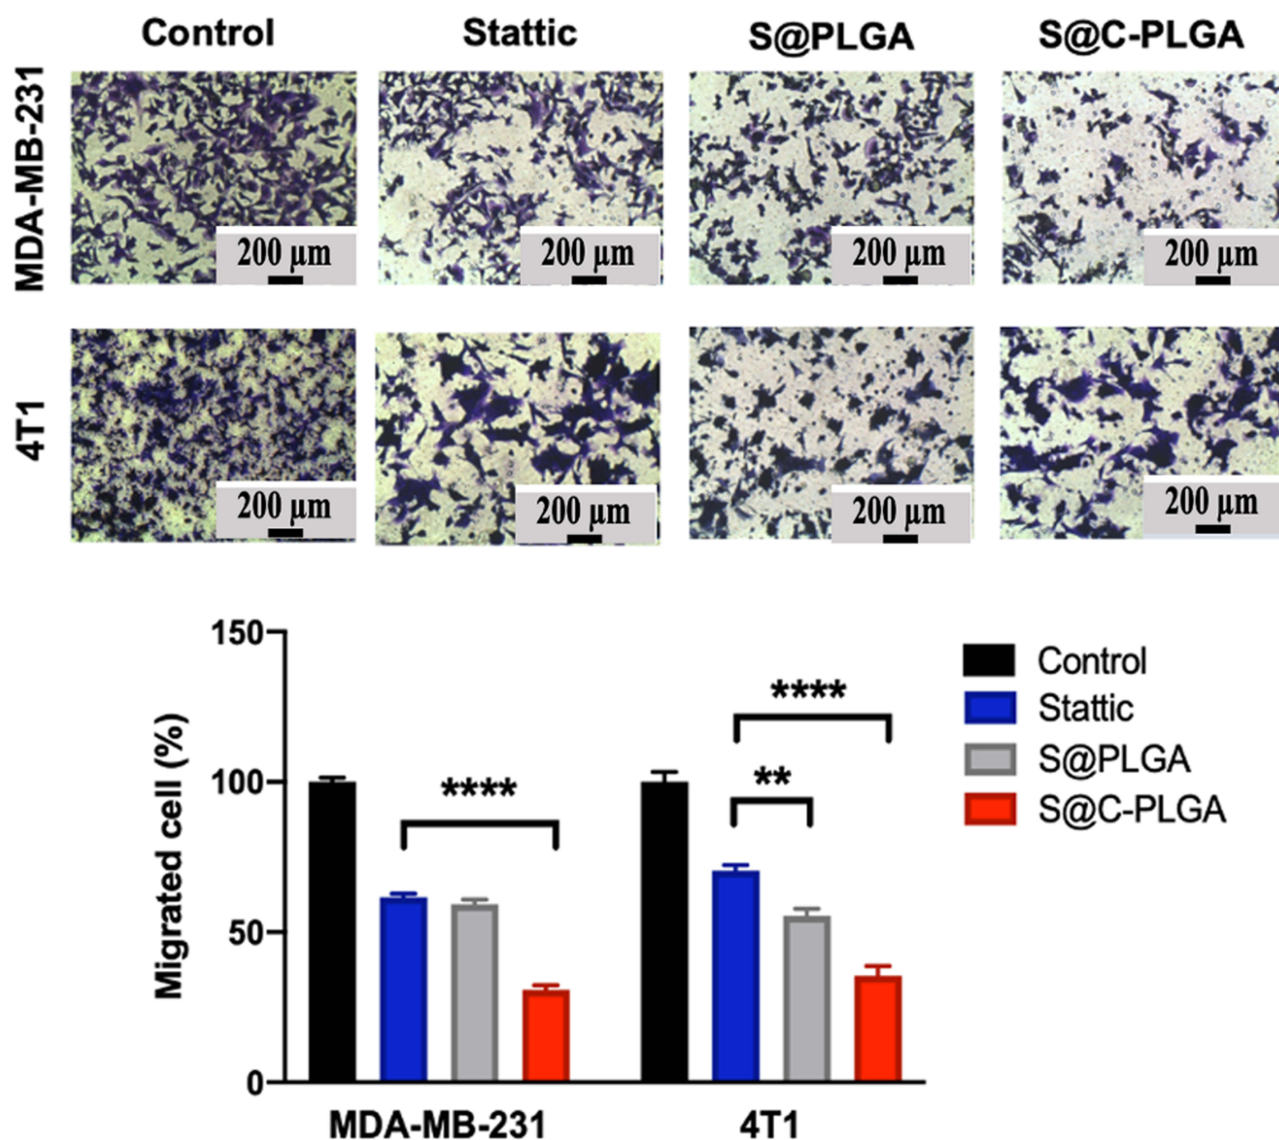 Control Stattic S@PLGA S@C-PLGA
MDA-MB-231
200 µm 200 µm 200 µm 200 µm
4T1
200 µm 200 µm 200 µm 200 µm
Migrated cell (%)
150
100
50
0
****
**
****
MDA-MB-231 4T1
Control
Stattic
S@PLGA
S@C-PLGA